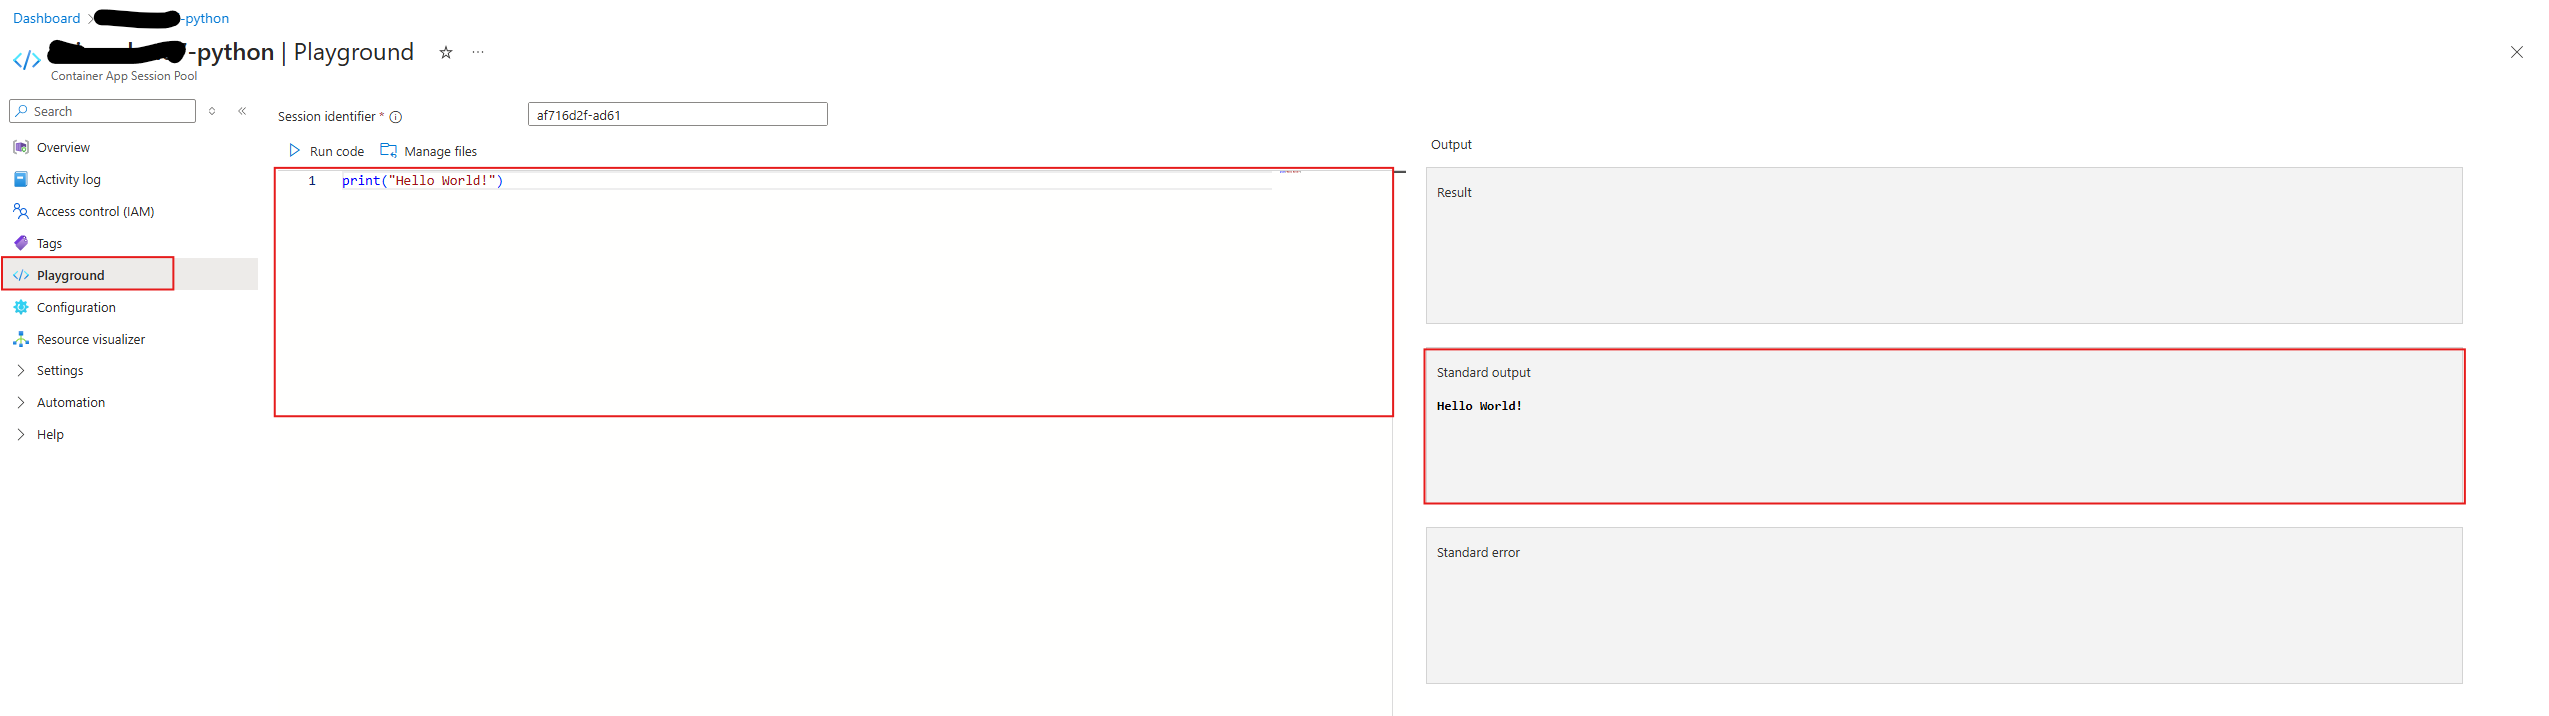 Dashboard
-python
-python | Playground
Container App Session Pool
Search
Overview
Activity log
Access control (IAM)
Tags
Playground
Configuration
Resource visualizer
Settings
Automation
Help
Session identifier *
af716d2f-ad61
Run code
Manage files
1 print("Hello World!")
Output
Result
Standard output
Hello World!
Standard error